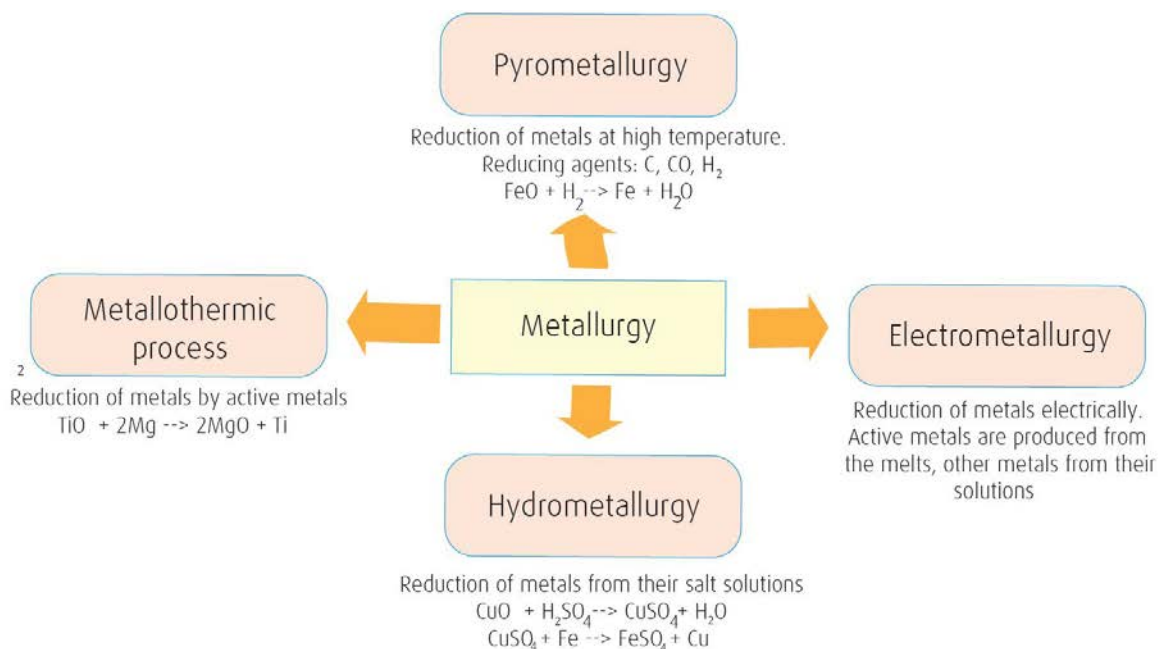 Pyrometallurgy
Reduction of metals at high temperature.
Reducing agents: C, CO, H₂
FeO + H₂--> Fe + H₂O
Metallothermic
process
2
Reduction of metals by active metals
TiO + 2Mg --> 2MgO + Ti
Metallurgy
Electrometallurgy
Reduction of metals electrically.
Active metals are produced from
the melts, other metals from their
solutions
Hydrometallurgy
Reduction of metals from their salt solutions
CuO + H₂SO₄--> CuSO₄+ H₂O
CuSO₄ + Fe --> FeSO₄ + Cu